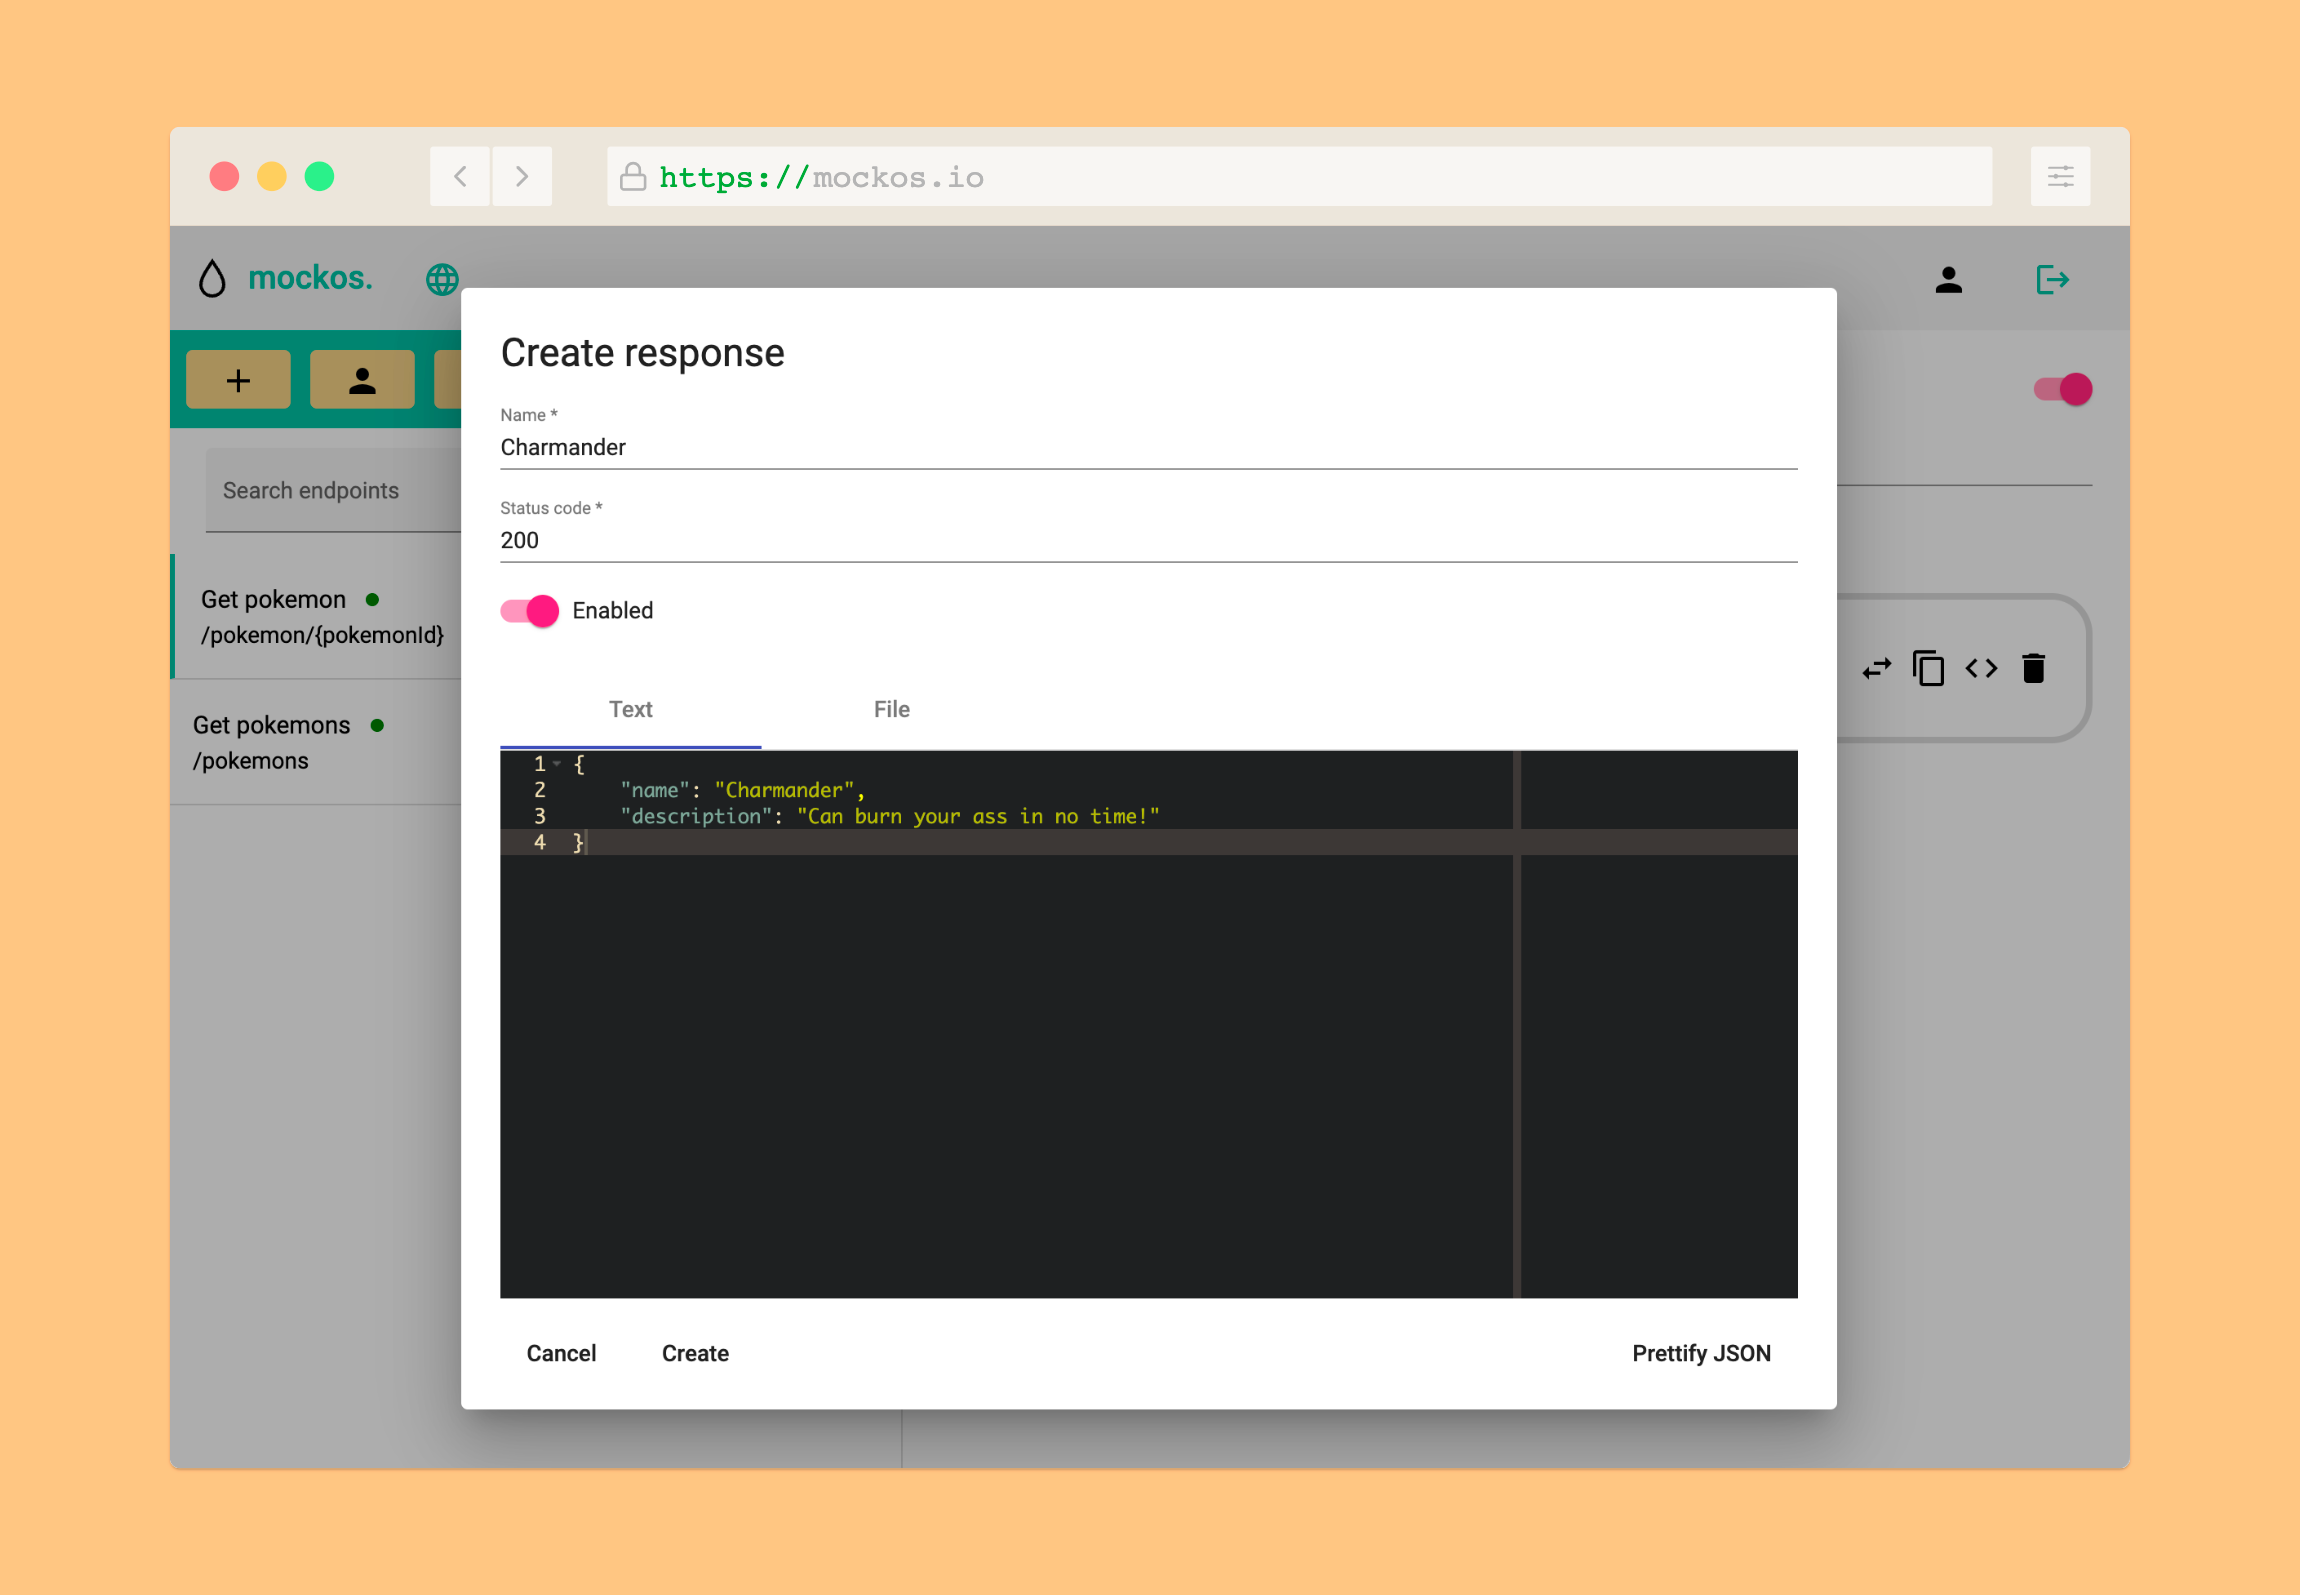 https://mockos.io
mockos.
Create response
Name *
Charmander
Status code *
200
Enabled
Search endpoints
Get pokemon
/pokemon/{pokemonId}
Get pokemons
/pokemons
Text File
1 {
2 "name": "Charmander",
3 "description": "Can burn your ass in no time!"
4 }
Cancel Create Prettify JSON